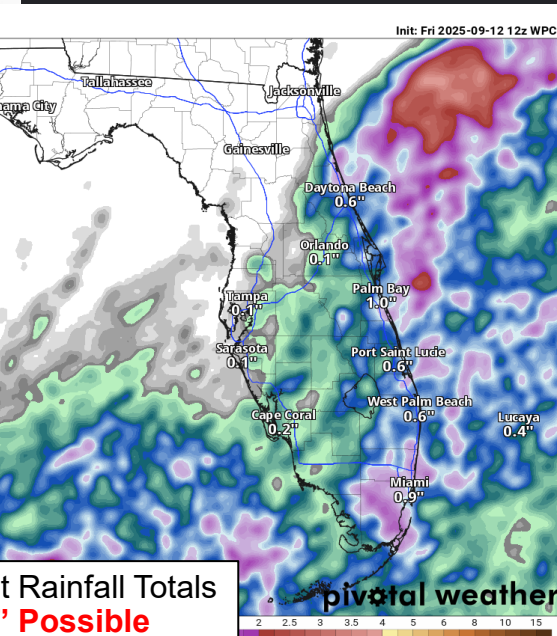 Init: Fri 2025-09-12 12z WPC
Tallahassee
Jacksonville
ama City
Gainesville
Daytona Beach
0.6"
Orlando
0.1"
Palm Bay
1.0"
Tampa
0.1"
Sarasota
0.1"
Port Saint Lucie
0.6"
West Palm Beach
0.6"
Cape Coral
0.2"
Lucaya
0.4"
Miami
0.9"
t Rainfall Totals
" Possible
pivotal weather
2 2.5 3 3.5 4 5 6 8 10 15